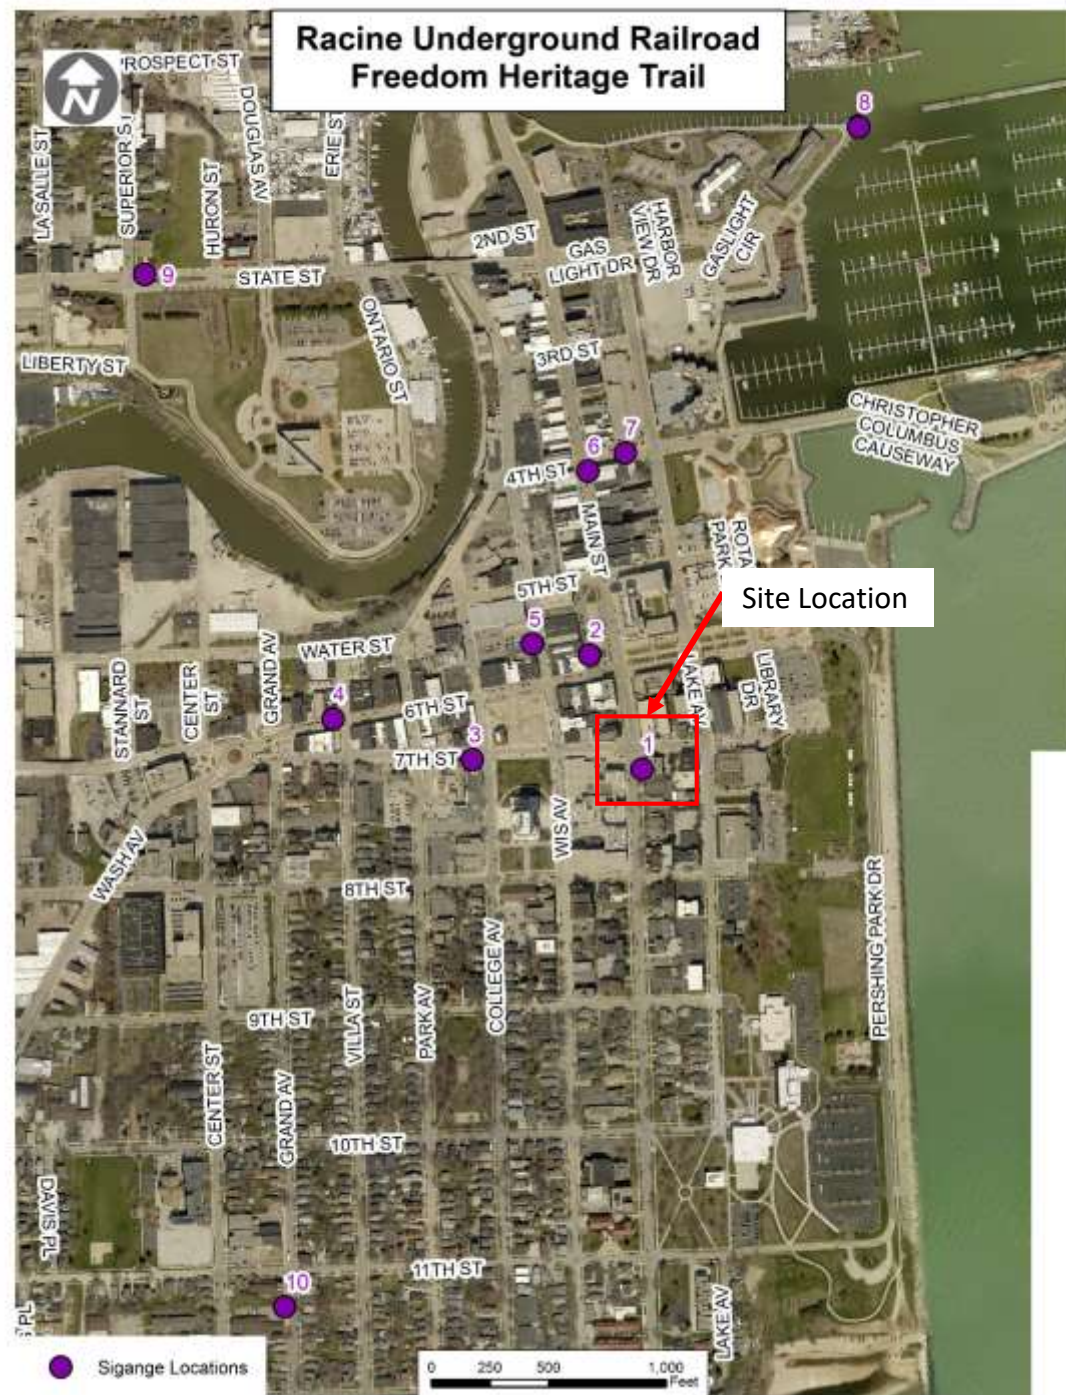 Racine Underground Railroad
Freedom Heritage Trail
N
PROSPECT ST
LA SALLE ST
SUPERIOR ST
HURON ST
DOUGLAS AV
ERIE ST
8
2ND ST
GAS
LIGHT DR
HARBOR
VIEW DR
GASLIGHT
CIR
9
STATE ST
ONTARIO ST
LIBERTY ST
3RD ST
CHRISTOPHER
COLUMBUS
CAUSEWAY
7
6
4TH ST
MAIN ST
ROTA
PARK
5TH ST
Site Location
5
2
WATER ST
STANNARD
ST
CENTER
ST
GRAND AV
LAKE AV
LIBRARY
DR
4
6TH ST
3
7TH ST
1
WIS AV
WASH AV
8TH ST
PERSHING PARK DR
COLLEGE AV
9TH ST
VILLA ST
PARK AV
CENTER ST
GRAND AV
10TH ST
DAVIS PL
11TH ST
10
S PL
LAKE AV
Sigange Locations
0 250 500 1,000
Feet